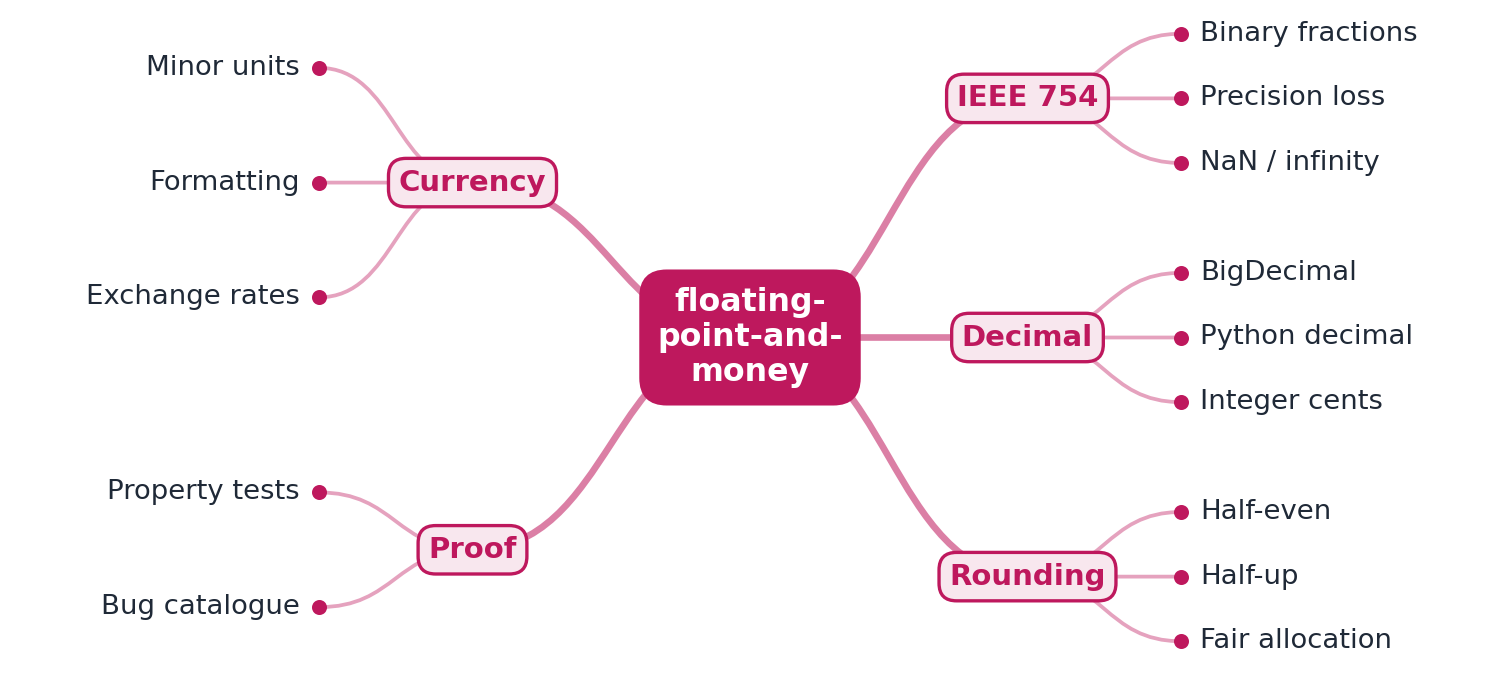 floating-
point-and-
money
IEEE 754
Binary fractions
Precision loss
NaN / infinity
Decimal
BigDecimal
Python decimal
Integer cents
Rounding
Half-even
Half-up
Fair allocation
Currency
Minor units
Formatting
Exchange rates
Proof
Property tests
Bug catalogue